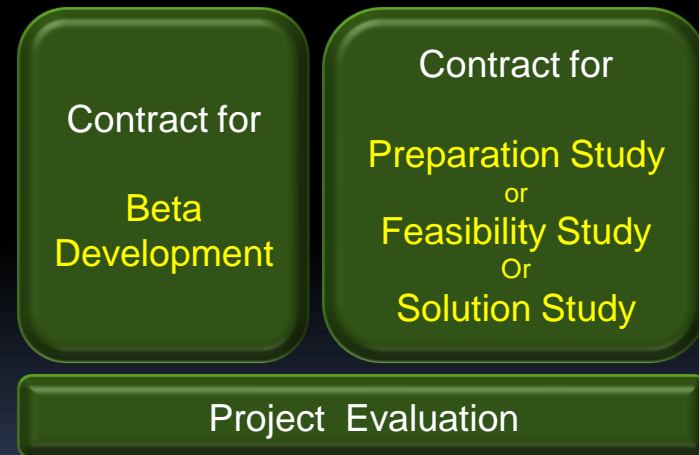 Contract for
Beta
Development
Contract for
Preparation Study
or
Feasibility Study
Or
Solution Study
Project Evaluation